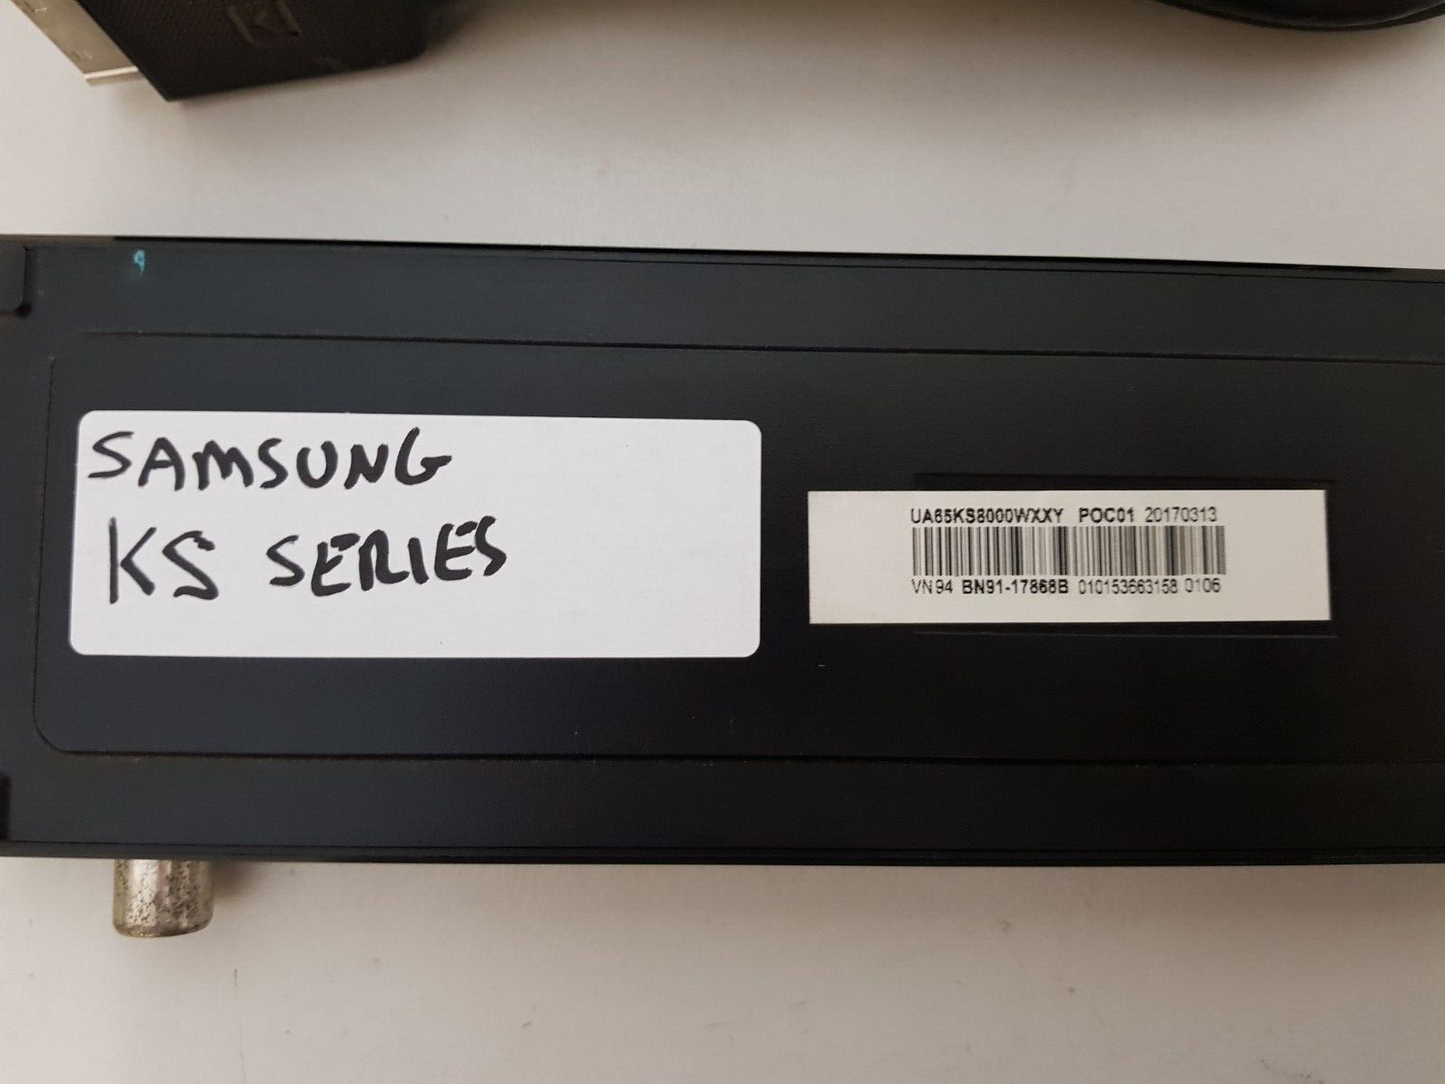 SAMSUNG
KS SERIES
UA65KS8000WXXY POC01 20170313
VN94 BN91-17868B 010153663158 0106